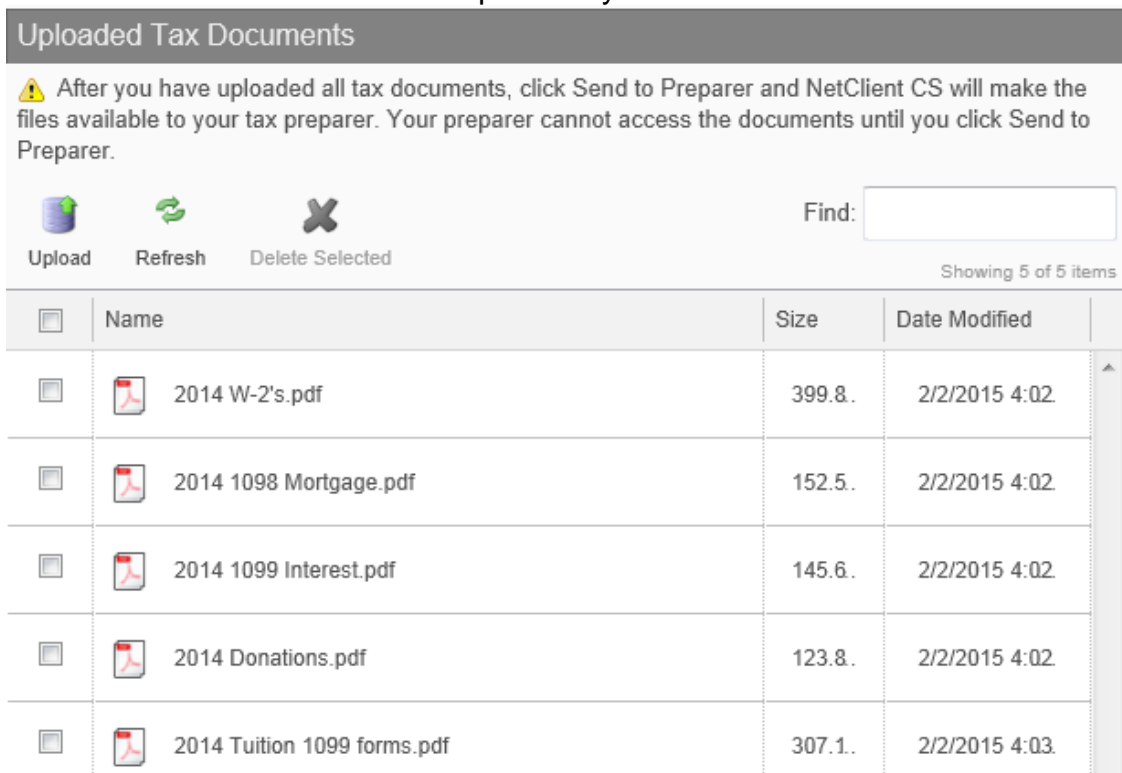 Uploaded Tax Documents
After you have uploaded all tax documents, click Send to Preparer and NetClient CS will make the
files available to your tax preparer. Your preparer cannot access the documents until you click Send to
Preparer.
Find:
Upload Refresh Delete Selected
Showing 5 of 5 items
Name Size Date Modified
2014 W-2's.pdf 399.8.. 2/2/2015 4:02.
2014 1098 Mortgage.pdf 152.5.. 2/2/2015 4:02.
2014 1099 Interest.pdf 145.6.. 2/2/2015 4:02.
2014 Donations.pdf 123.8.. 2/2/2015 4:02.
2014 Tuition 1099 forms.pdf 307.1.. 2/2/2015 4:03.